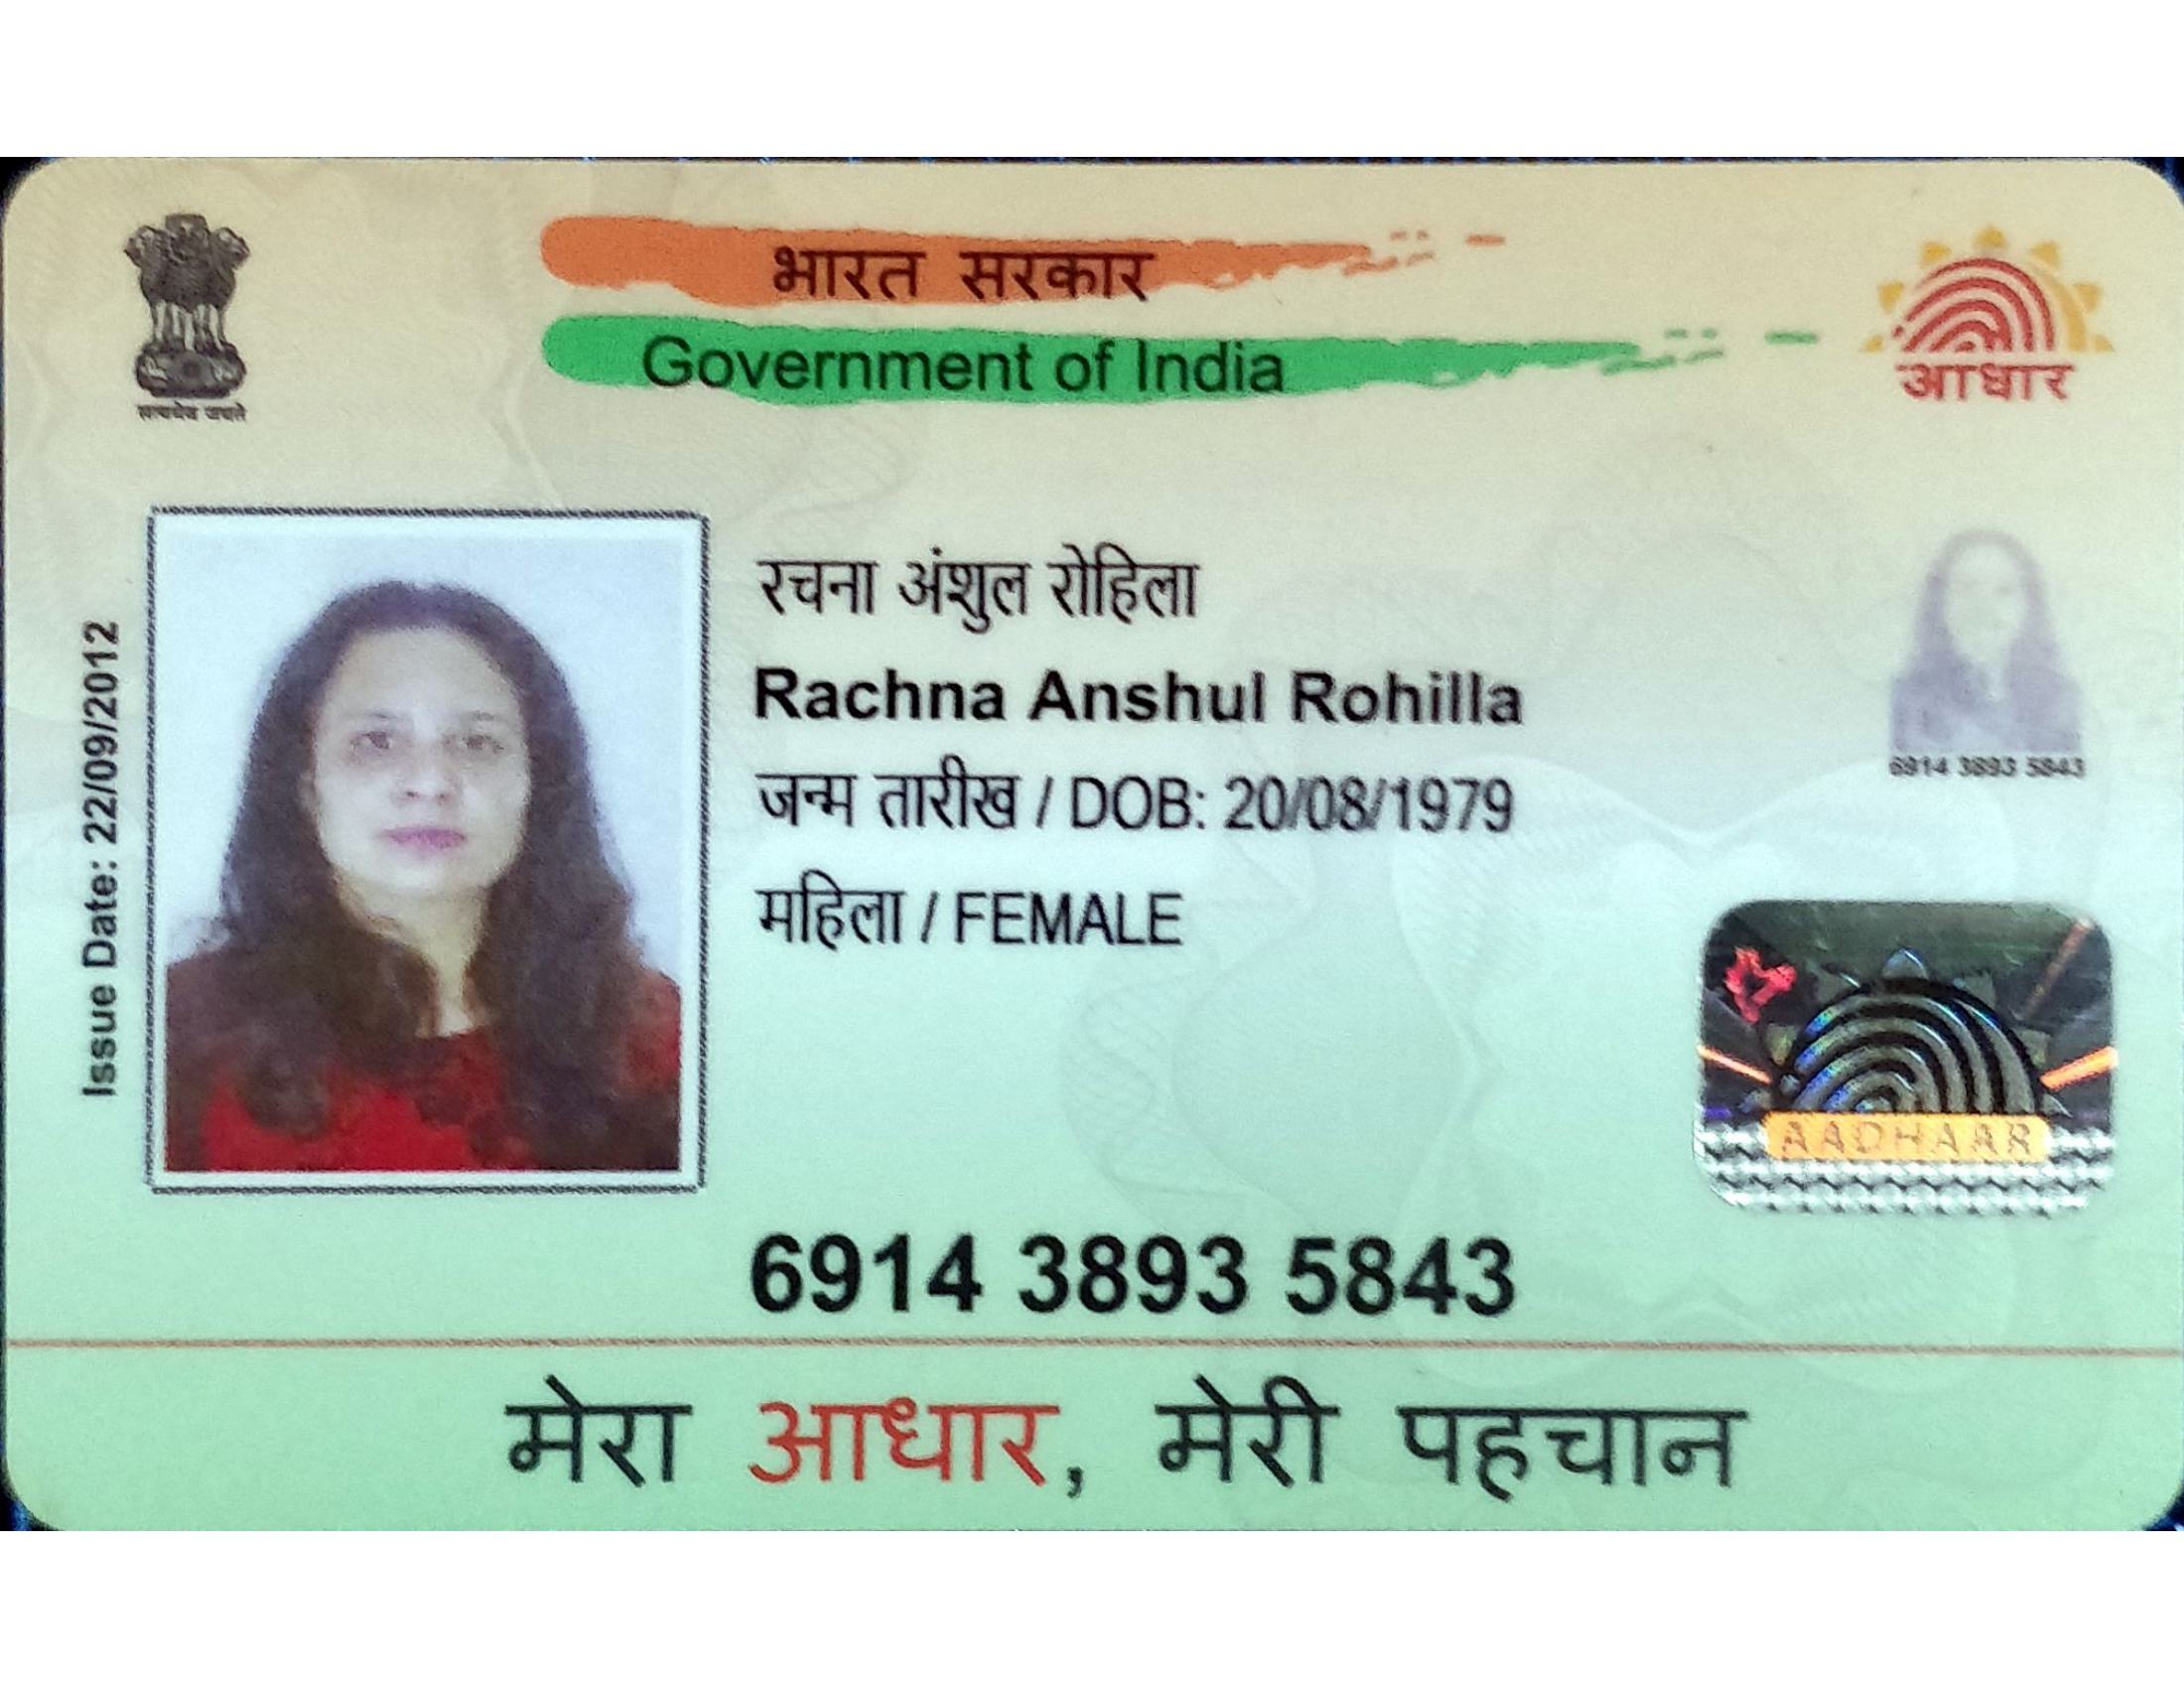 भारत सरकार
Government of India
सत्यमेव जयते
आधार
Issue Date: 22/09/2012
रचना अंशुल रोहिला
Rachna Anshul Rohilla
जन्म तारीख / DOB: 20/08/1979
महिला / FEMALE
6914 3893 5843
AADHAAR
6914 3893 5843
मेरा आधार, मेरी पहचान